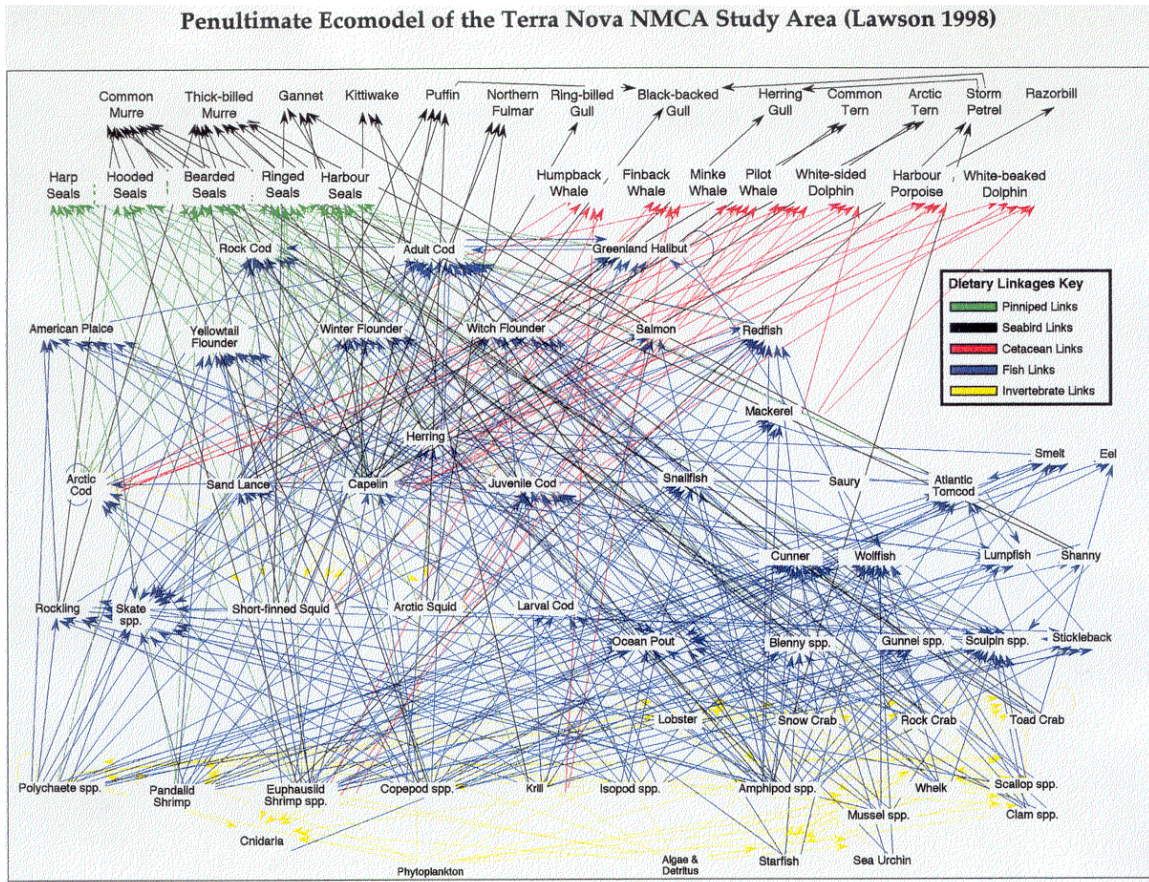 Penultimate Ecomodel of the Terra Nova NMCA Study Area (Lawson 1998)
Common
Murre
Thick-billed
Murre
Gannet
Kittiwake
Puffin
Northern
Fulmar
Ring-billed
Gull
Black-backed
Gull
Herring
Gull
Common
Tern
Arctic
Tern
Storm
Petrel
Razorbill
Harp
Seals
Hooded
Seals
Bearded
Seals
Ringed
Seals
Harbour
Seals
Humpback
Whale
Finback
Whale
Minke
Whale
Pilot
Whale
White-sided
Dolphin
Harbour
Porpoise
White-beaked
Dolphin
Rock Cod
Adult Cod
Greenland Halibut
Dietary Linkages Key
Pinniped Links
Seabird Links
Cetacean Links
Fish Links
Invertebrate Links
American Plaice
Yellowtail
Flounder
Winter Flounder
Witch Flounder
Salmon
Redfish
Mackerel
Herring
Smelt
Eel
Arctic
Cod
Sand Lance
Capelin
Juvenile Cod
Snailfish
Saury
Atlantic
Tomcod
Cunner
Wolffish
Lumpfish
Shanny
Rockling
Skate
spp.
Short-finned Squid
Arctic Squid
Larval Cod
Ocean Pout
Blenny spp.
Gunnel spp.
Sculpin spp.
Stickleback
Lobster
Snow Crab
Rock Crab
Toad Crab
Polychaete spp.
Pandalid
Shrimp
Euphausiid
Shrimp spp.
Copepod spp.
Krill
Isopod spp.
Amphipod spp.
Whelk
Scallop spp.
Mussel spp.
Clam spp.
Cnidaria
Phytoplankton
Algae &
Detritus
Starfish
Sea Urchin